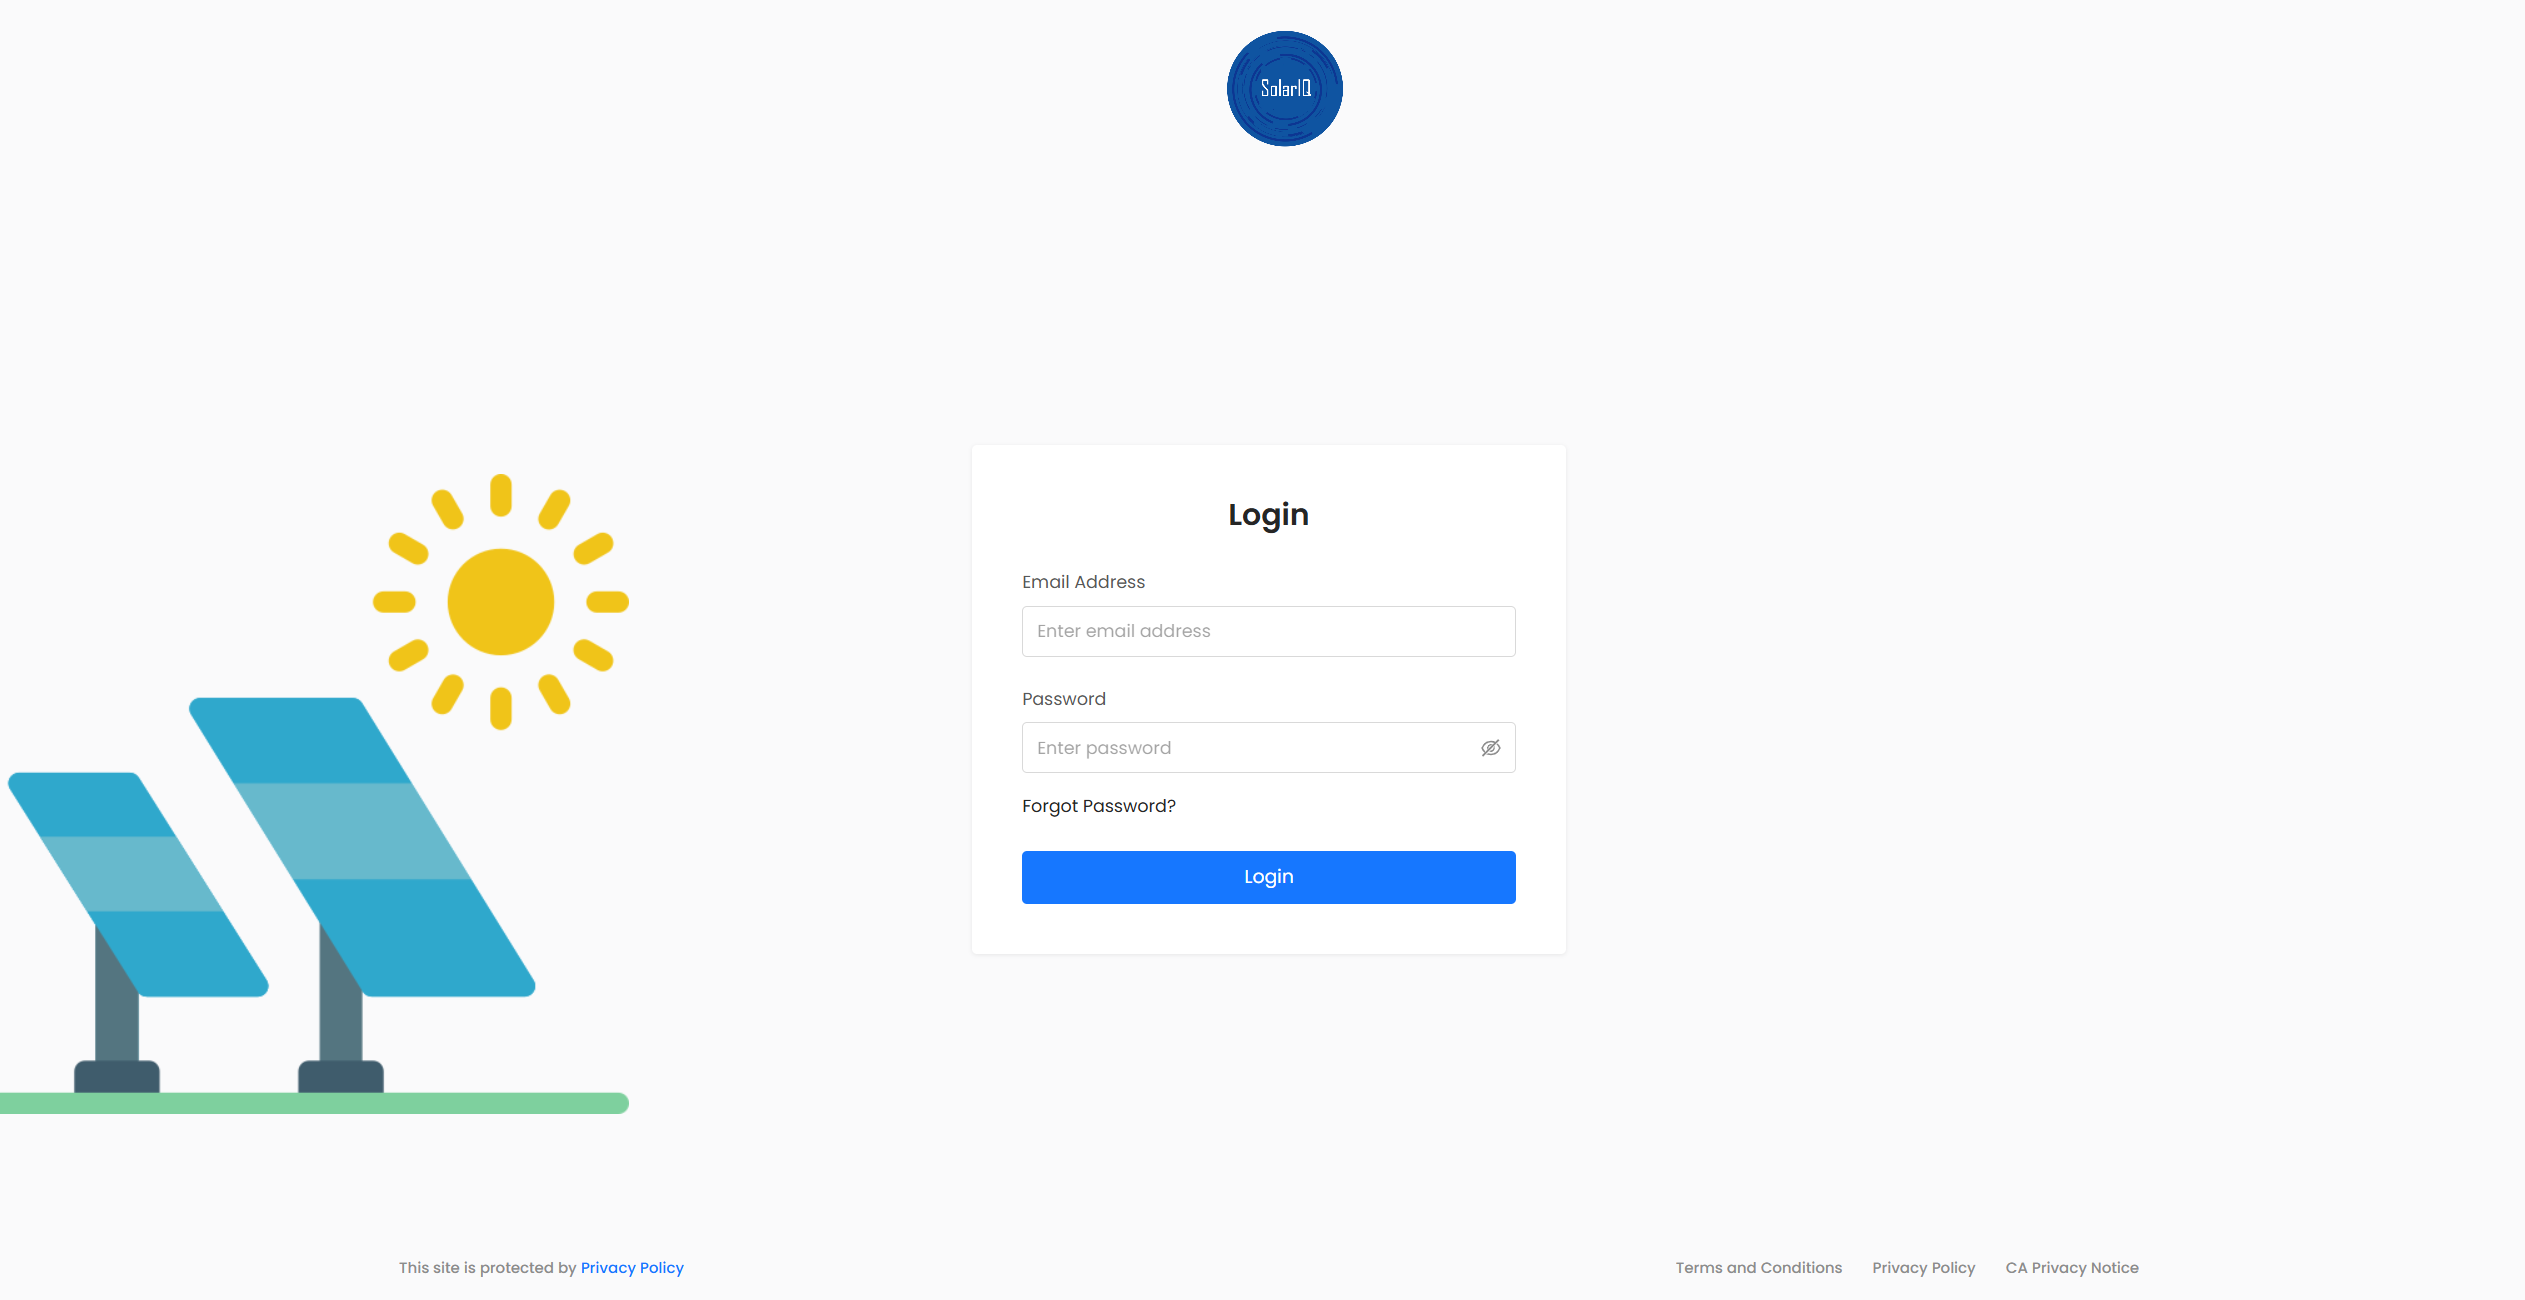 SolarIQ
Login
Email Address
Enter email address
Password
Enter password
Forgot Password?
Login
This site is protected by Privacy Policy
Terms and Conditions Privacy Policy CA Privacy Notice